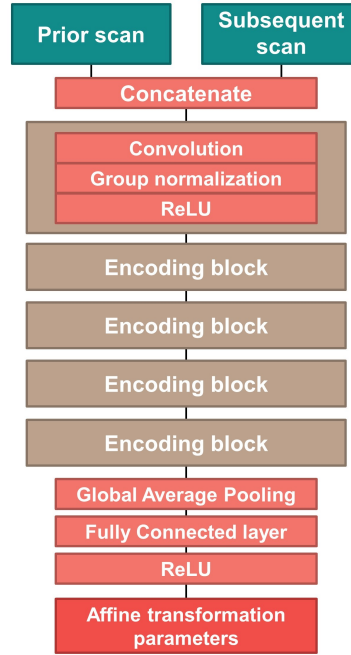 Prior scan
Subsequent
scan
Concatenate
Convolution
Group normalization
ReLU
Encoding block
Encoding block
Encoding block
Encoding block
Global Average Pooling
Fully Connected layer
ReLU
Affine transformation
parameters